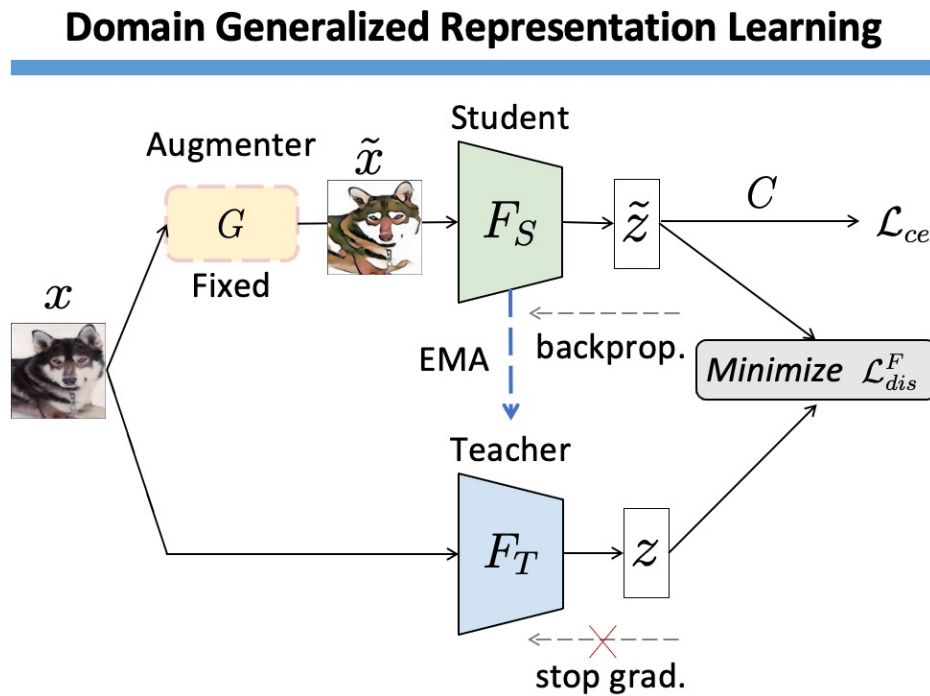 Domain Generalized Representation Learning
Student
Augmenter
x̃
G
F_S
z̃
C
ℒ_ce
Fixed
x
EMA
backprop.
Minimize ℒ^F_dis
Teacher
F_T
z
stop grad.